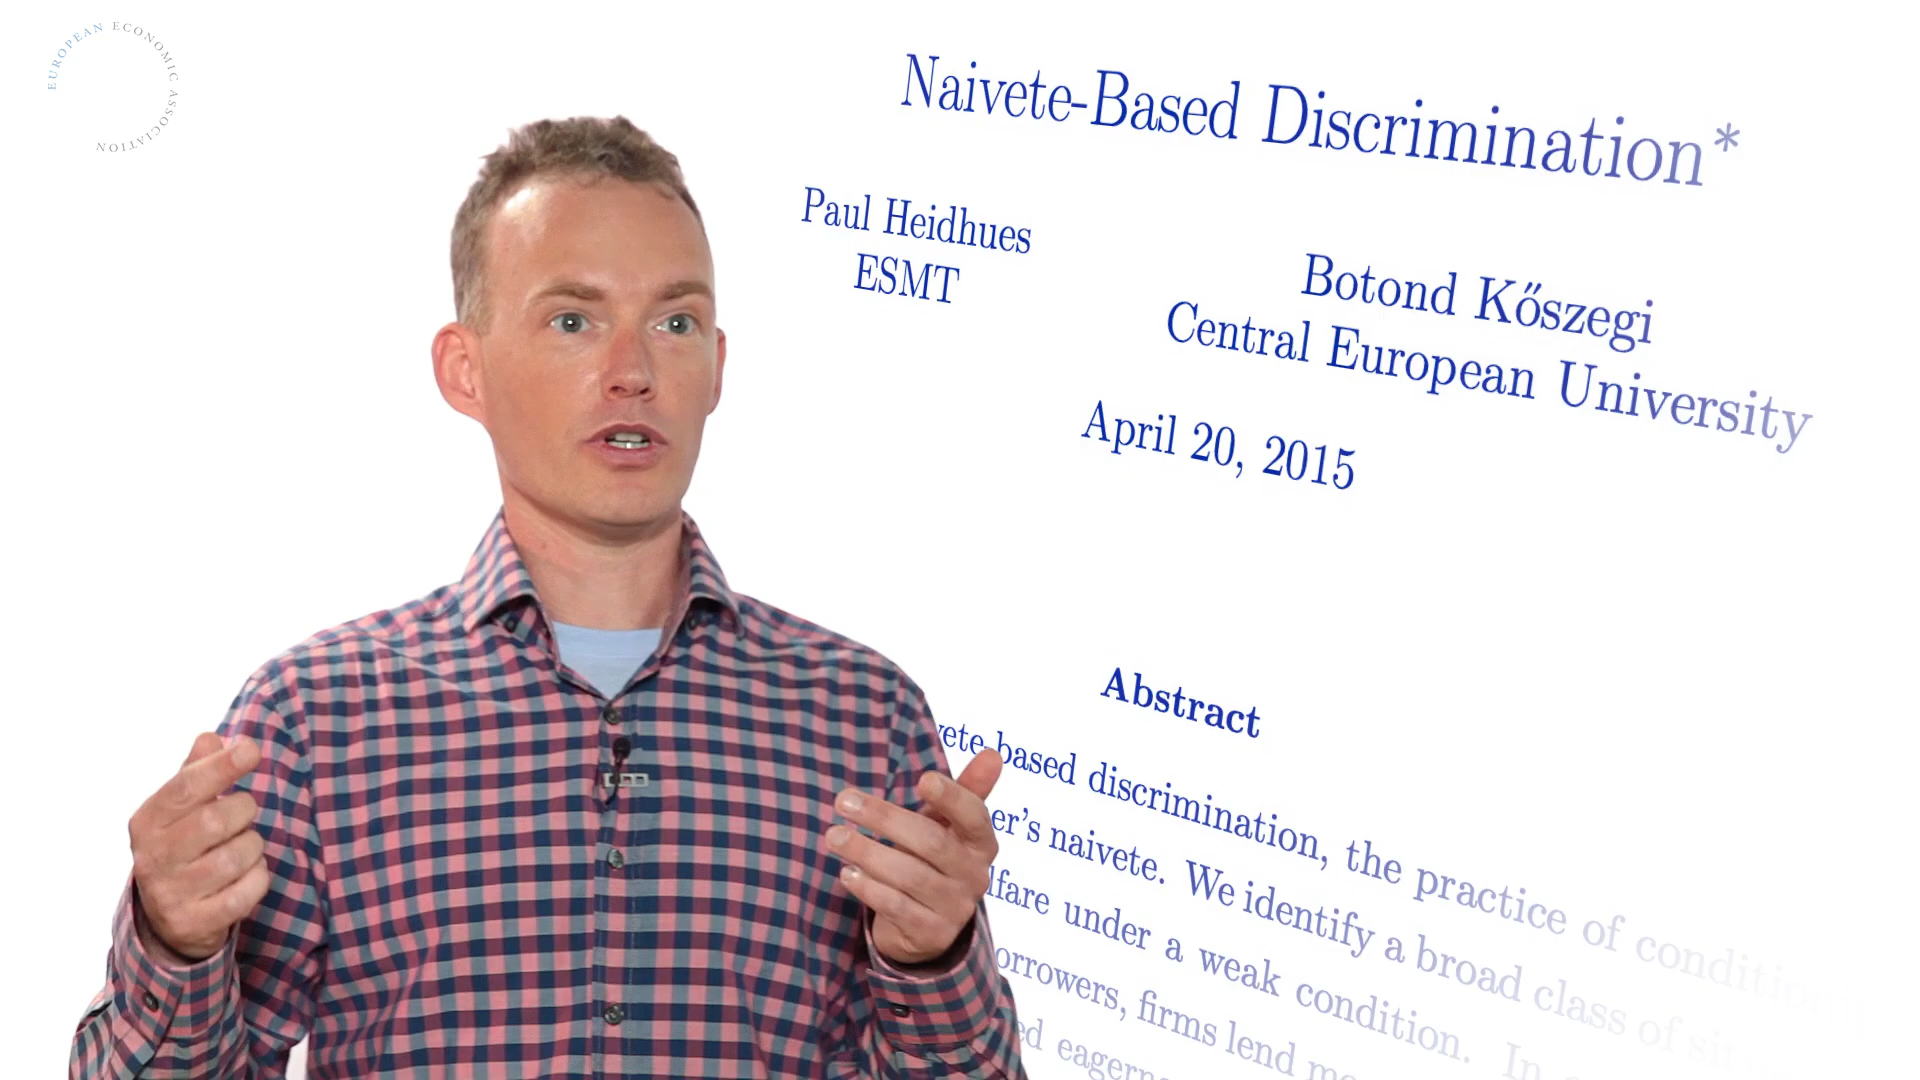 EUROPEAN ECONOMIC ASSOCIATION
Naivete-Based Discrimination*
Paul Heidhues
ESMT
Botond Kőszegi
Central European University
April 20, 2015
Abstract
vete-based discrimination, the practice of condition
er's naivete. We identify a broad class of
lfare under a weak condition. In
orrowers, firms lend
ed